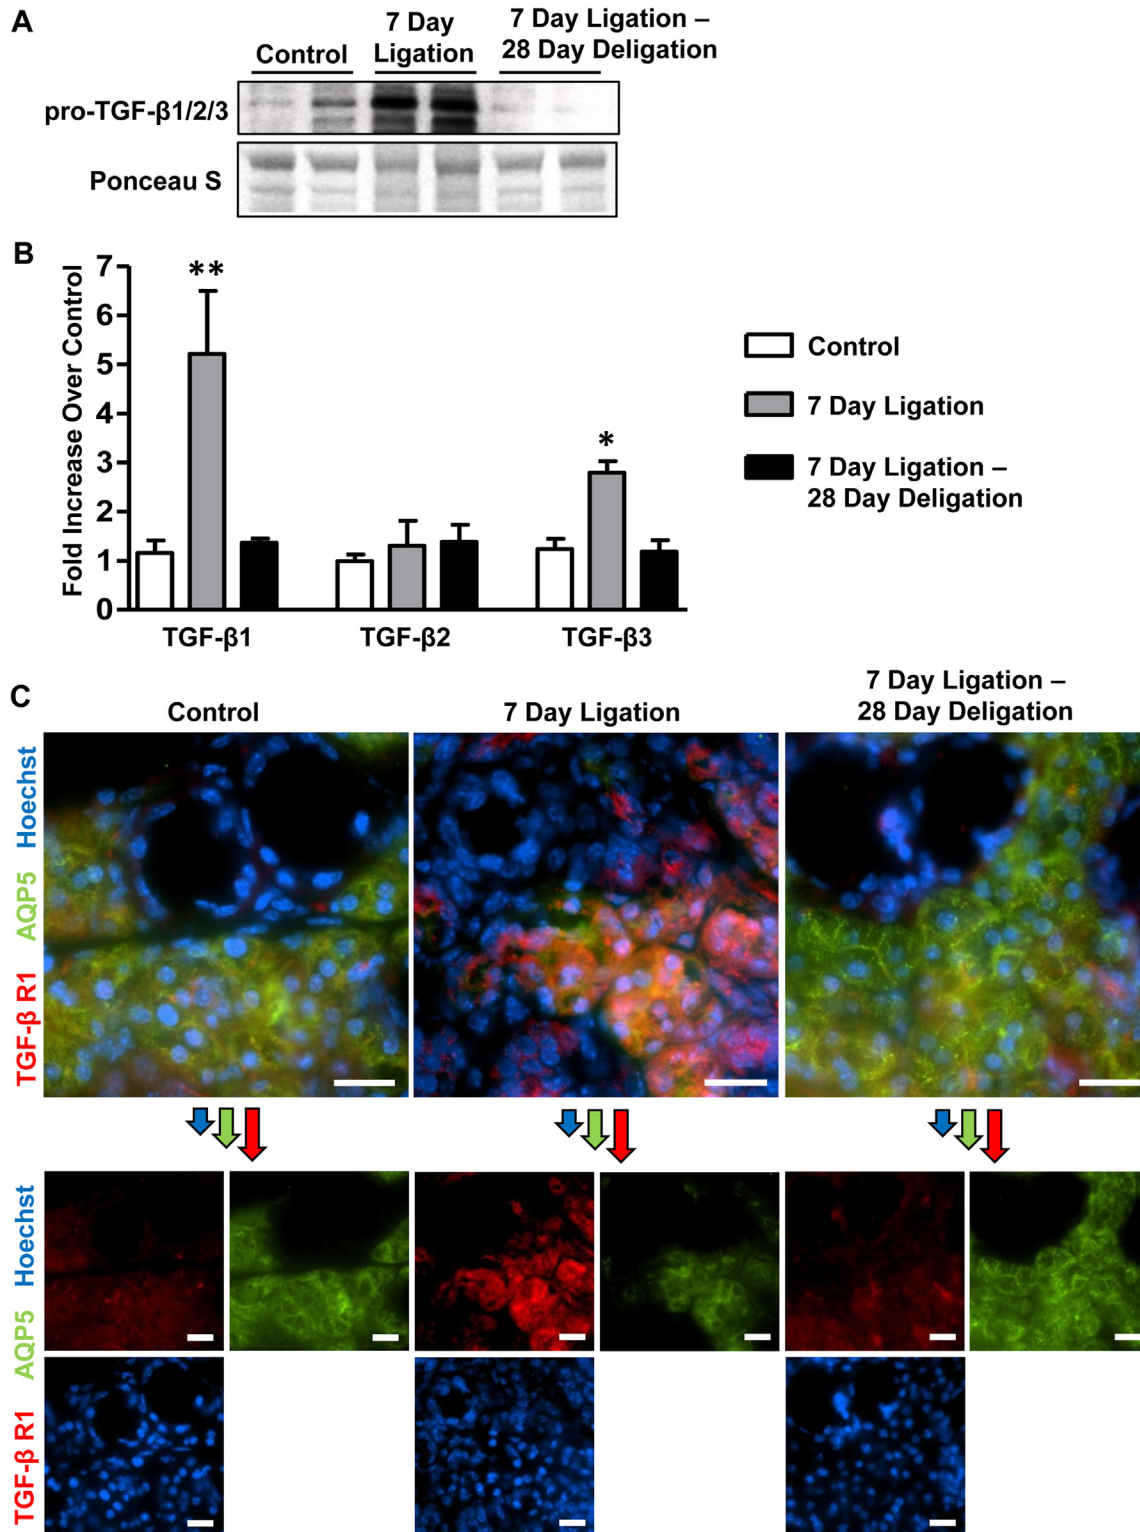 A
Control
7 Day
Ligation
7 Day Ligation –
28 Day Deligation
pro-TGF-β1/2/3
Ponceau S
B
Fold Increase Over Control
7
6
5
4
3
2
1
0
**
*
TGF-β1
TGF-β2
TGF-β3
Control
7 Day Ligation
7 Day Ligation –
28 Day Deligation
C
Control
7 Day Ligation
7 Day Ligation –
28 Day Deligation
TGF-β R1 AQP5 Hoechst
TGF-β R1 AQP5 Hoechst